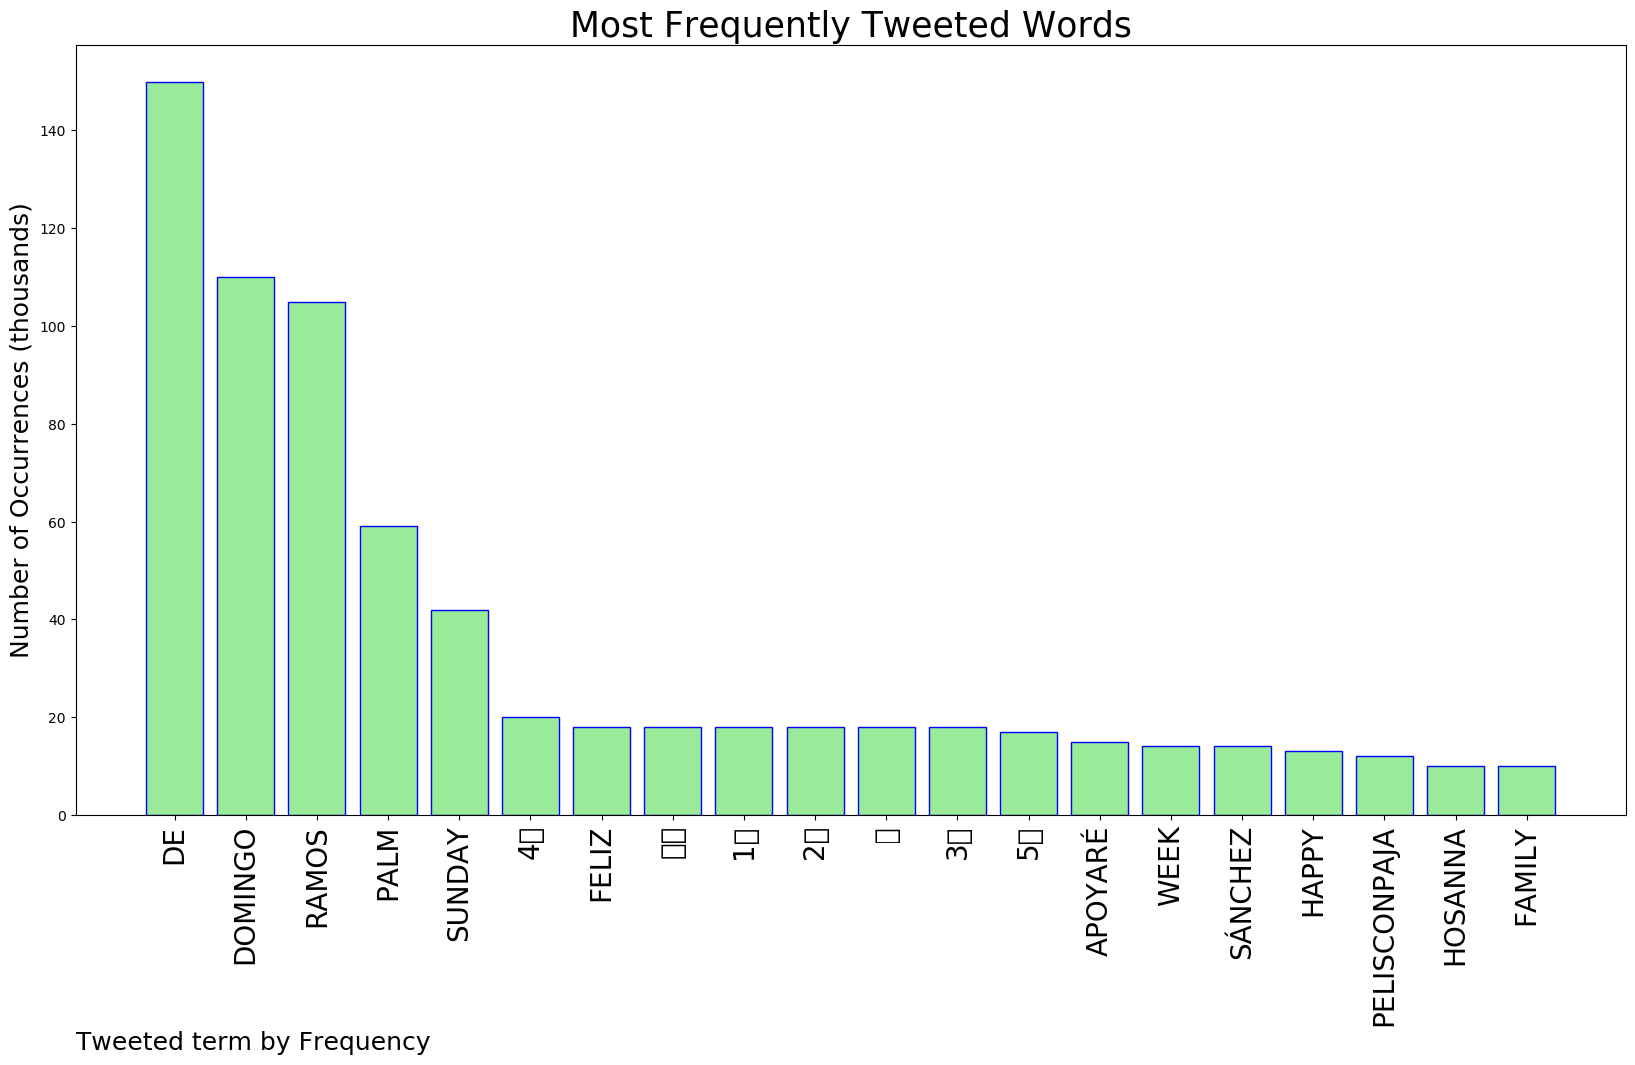 Most Frequently Tweeted Words
Number of Occurrences (thousands)
140
120
100
80
60
40
20
0
DE
DOMINGO
RAMOS
PALM
SUNDAY
4
FELIZ
1
2
3
5
APOYARÉ
WEEK
SÁNCHEZ
HAPPY
PELISCONPAJA
HOSANNA
FAMILY
Tweeted term by Frequency